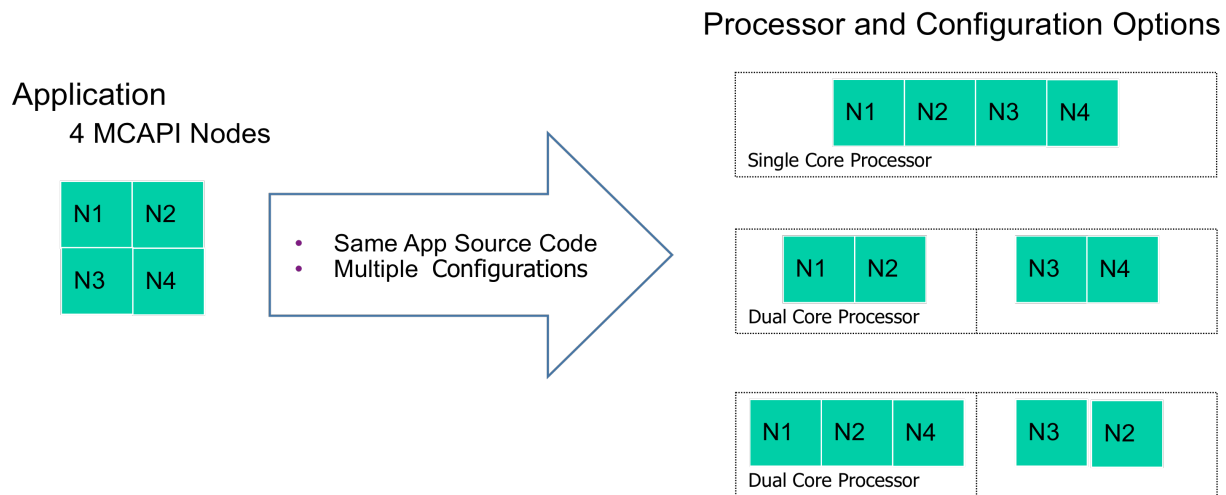 Processor and Configuration Options
Application
4 MCAPI Nodes
N1 N2
N3 N4
• Same App Source Code
• Multiple Configurations
N1 N2 N3 N4
Single Core Processor
N1 N2 N3 N4
Dual Core Processor
N1 N2 N4 N3 N2
Dual Core Processor